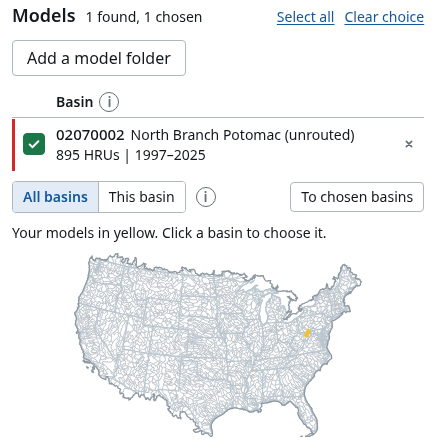 Models 1 found, 1 chosen Select all Clear choice
Add a model folder
Basin i
02070002 North Branch Potomac (unrouted)
895 HRUs | 1997–2025 ×
All basins This basin i To chosen basins
Your models in yellow. Click a basin to choose it.